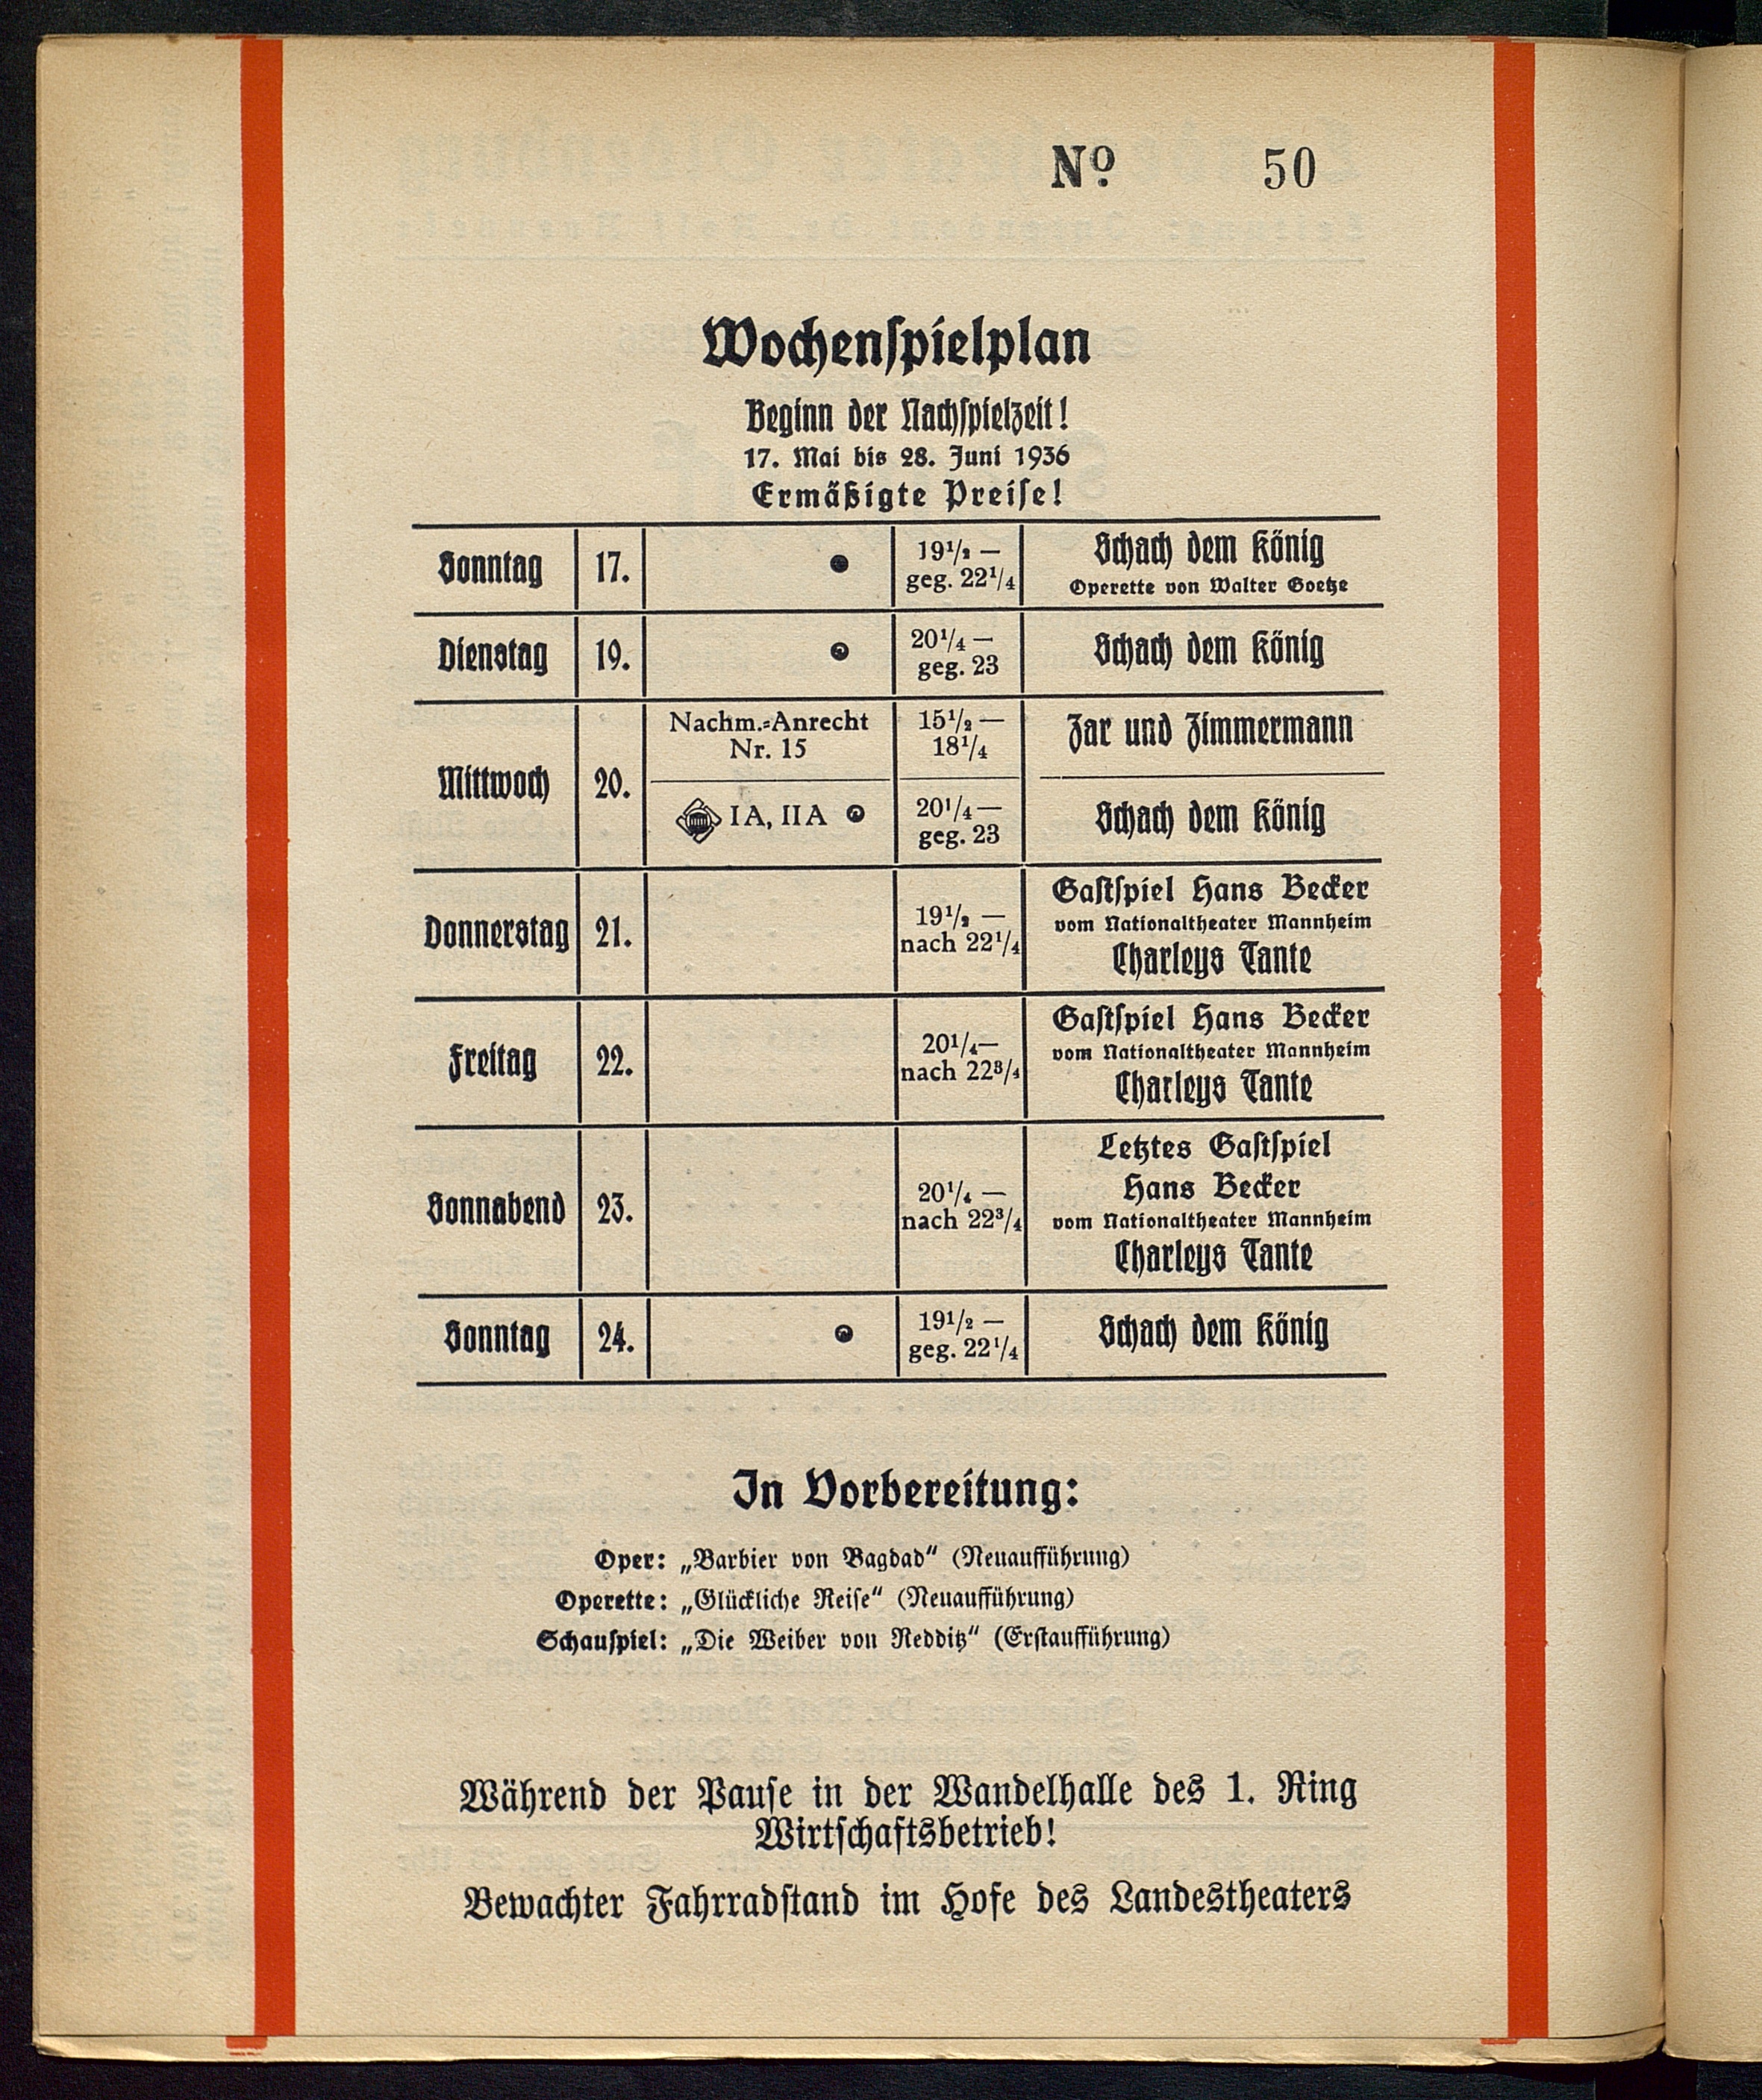 No. 50
Wochenspielplan
Beginn der Nachspielzeit!
17. Mai bis 28. Juni 1936
Ermäßigte Preise!
Sonntag 17. 19½ — geg. 22¼ Schach dem König
Operette von Walter Goetze
Dienstag 19. 20¼ — geg. 23 Schach dem König
Mittwoch 20. Nachm.-Anrecht Nr. 15 15½ — 18¼ Zar und Zimmermann
I A, II A 20¼ — geg. 23 Schach dem König
Donnerstag 21. 19½ — nach 22¼ Gastspiel Hans Becker
vom Nationaltheater Mannheim
Charleys Tante
Freitag 22. 20¼ — nach 22¾ Gastspiel Hans Becker
vom Nationaltheater Mannheim
Charleys Tante
Sonnabend 23. 20¼ — nach 22¾ Letztes Gastspiel
Hans Becker
vom Nationaltheater Mannheim
Charleys Tante
Sonntag 24. 19½ — geg. 22¼ Schach dem König
In Vorbereitung:
Oper: „Barbier von Bagdad“ (Neuaufführung)
Operette: „Glückliche Reise“ (Neuaufführung)
Schauspiel: „Die Weiber von Redditz“ (Erstaufführung)
Während der Pause in der Wandelhalle des 1. Ring
Wirtschaftsbetrieb!
Bewachter Fahrradstand im Hofe des Landestheaters